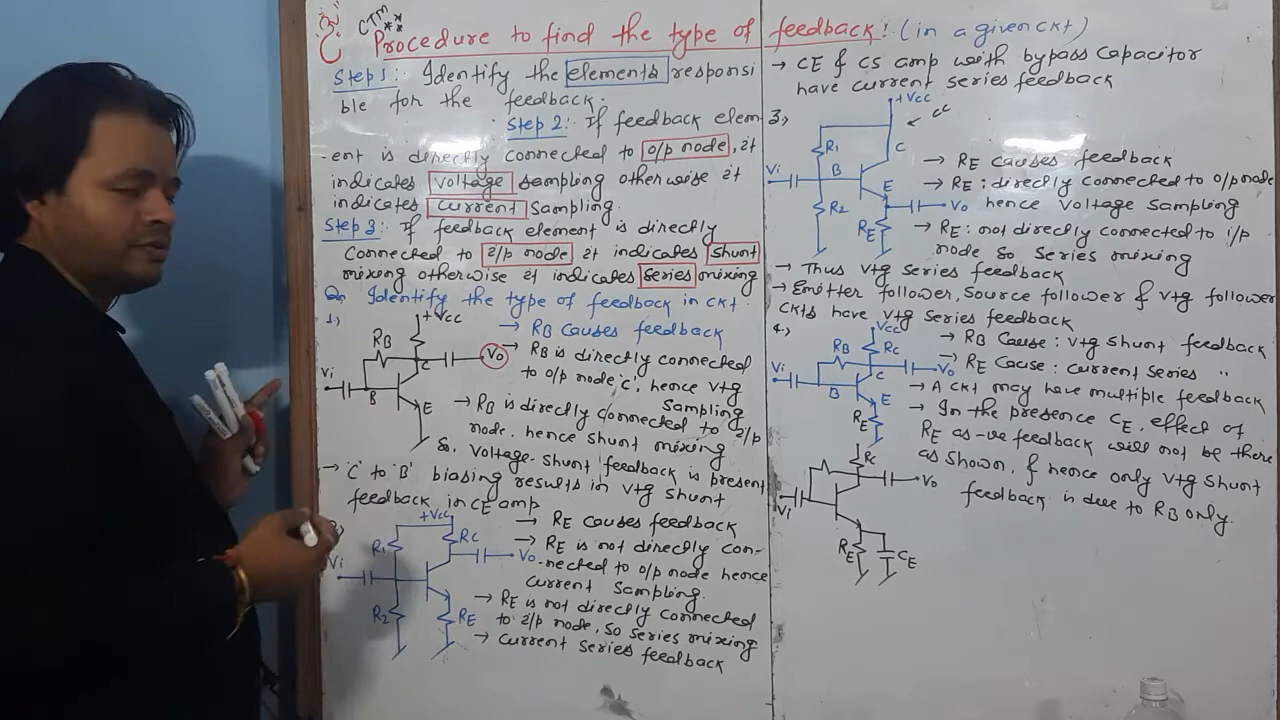 CTM **
Procedure to find the type of feedback! (in a given ckt)
Step 1:- Identify the elements responsi
ble for the feedback.
Step 2:- If feedback elem
-ent is directly connected to o/p node, it
indicates voltage sampling otherwise it
indicates current sampling.
Step 3:- If feedback element is directly
Connected to i/p node it indicates shunt
mixing otherwise it indicates series mixing
Q. Identify the type of feedback in ckt.
1.)
+Vcc
RB
Vi
B
C
E
Vo
→ RB causes feedback
→ RB is directly connected
to o/p node 'c', hence vtg
Sampling
→ RB is directly connected to i/p
node, hence shunt mixing
So, voltage-shunt feedback is present
→ 'C' to 'B' biasing results in vtg shunt
feedback in CE amp
2)
+Vcc
R1
RC
Vi
Vo
R2
RE
→ RE causes feedback
→ RE is not directly con-
-nected to o/p node hence
current sampling.
→ RE is not directly connected
to i/p node, so series mixing
→ Current series feedback
→ CE & CS amp with bypass Capacitor
have current series feedback
3.)
+Vcc
CC
R1
C
Vi
B
E
Vo
R2
RE
→ RE causes feedback
→ RE : directly connected to o/p node
hence voltage sampling
→ RE : not directly connected to i/p
node so Series mixing
→ Thus vtg series feedback
→ Emitter follower, Source follower & vtg follower
Ckts have vtg series feedback
4.)
Vcc
RB
RC
Vi
B
C
E
Vo
RE
→ RB Cause : vtg shunt feedback
→ RE Cause : current series "
→ A ckt may have multiple feedback
→ In the presence CE, effect of
RE as -ve feedback will not be there
as shown, & hence only vtg shunt
feedback is due to RB only.
RC
Vi
Vo
RE
CE